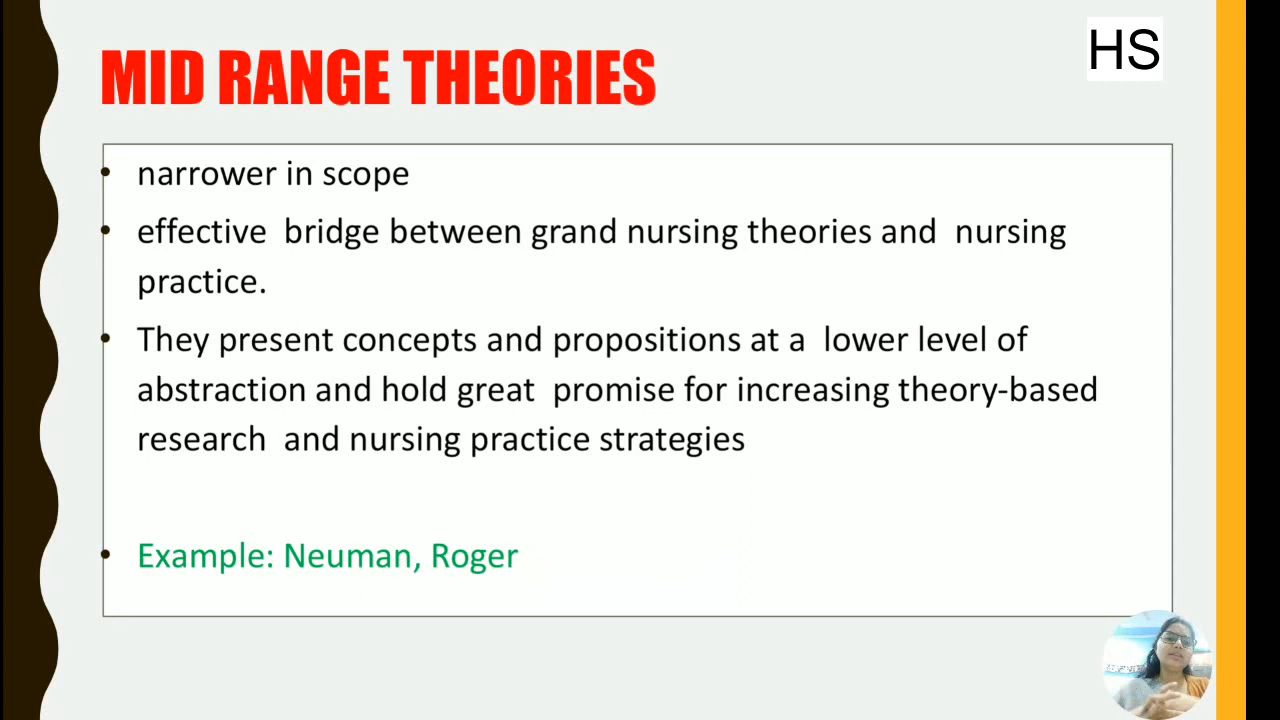 MID RANGE THEORIES
HS
• narrower in scope
• effective bridge between grand nursing theories and nursing
practice.
• They present concepts and propositions at a lower level of
abstraction and hold great promise for increasing theory-based
research and nursing practice strategies
• Example: Neuman, Roger